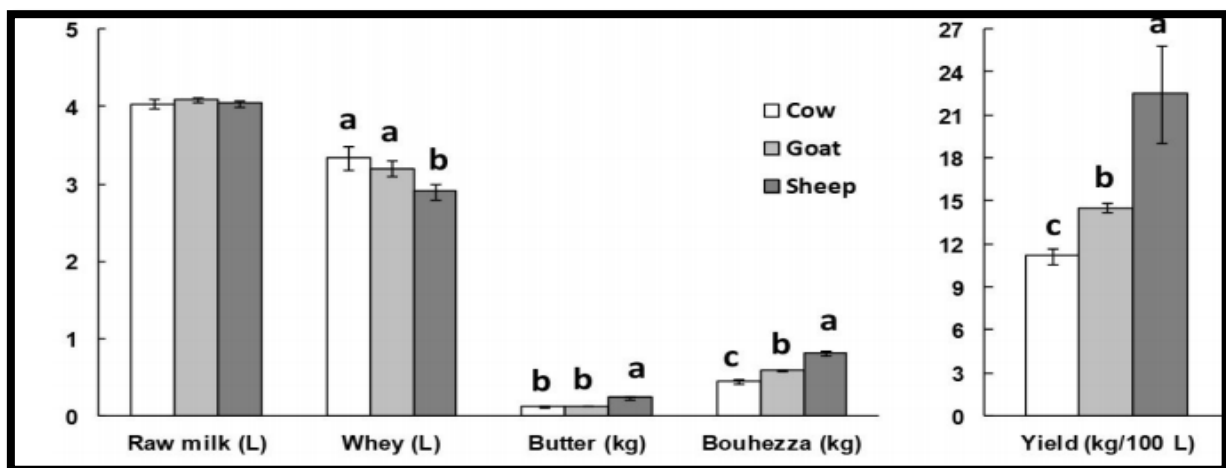 5
4
3
2
1
0
a
a
b
b
b
a
c
b
a
Cow
Goat
Sheep
Raw milk (L)
Whey (L)
Butter (kg)
Bouhezza (kg)
27
24
21
18
15
12
9
6
3
0
c
b
a
Yield (kg/100 L)